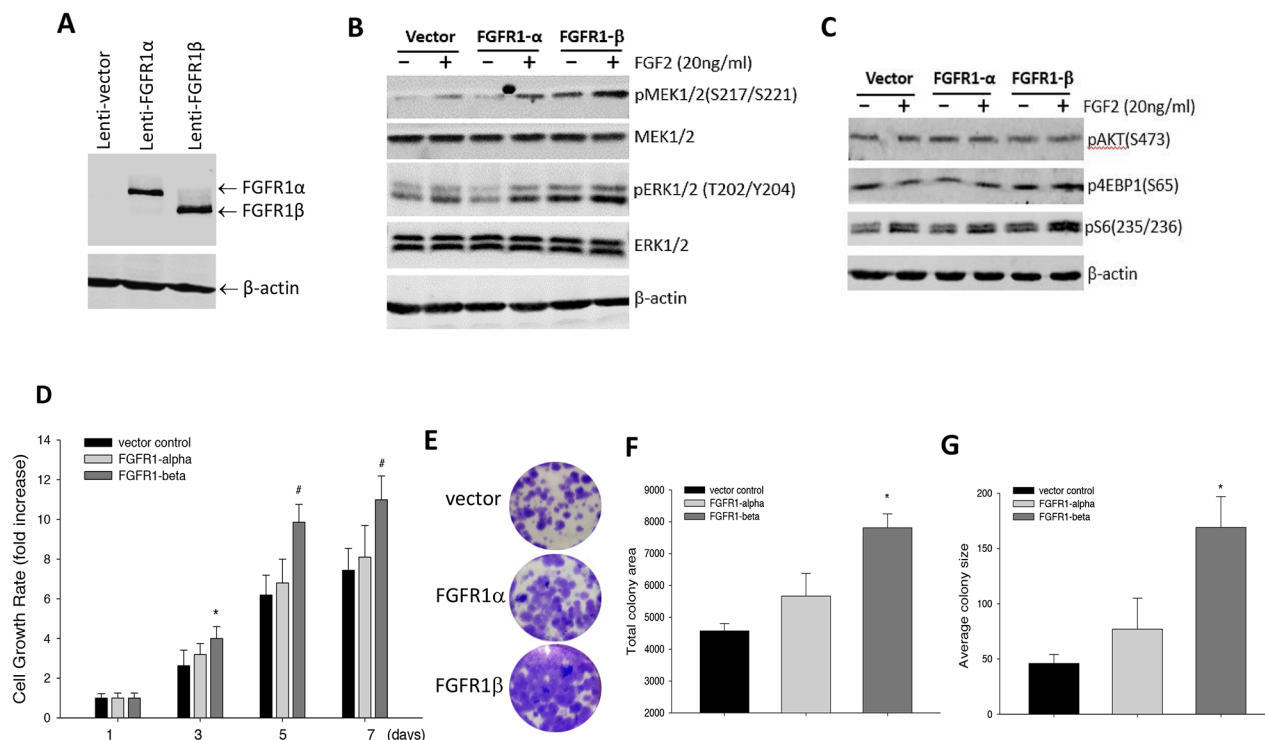 A
Lenti-vector
Lenti-FGFR1α
Lenti-FGFR1β
← FGFR1α
← FGFR1β
← β-actin
B
Vector FGFR1-α FGFR1-β
– + – + – + FGF2 (20ng/ml)
pMEK1/2(S217/S221)
MEK1/2
pERK1/2 (T202/Y204)
ERK1/2
β-actin
C
Vector FGFR1-α FGFR1-β
– + – + – + FGF2 (20ng/ml)
pAKT(S473)
p4EBP1(S65)
pS6(235/236)
β-actin
D
Cell Growth Rate (fold increase)
14
12
10
8
6
4
2
0
vector control
FGFR1-alpha
FGFR1-beta
*
#
#
1 3 5 7 (days)
E
vector
FGFR1α
FGFR1β
F
Total colony area
9000
8000
7000
6000
5000
4000
3000
2000
vector control
FGFR1-alpha
FGFR1-beta
*
G
Average colony size
200
150
100
50
0
vector control
FGFR1-alpha
FGFR1-beta
*